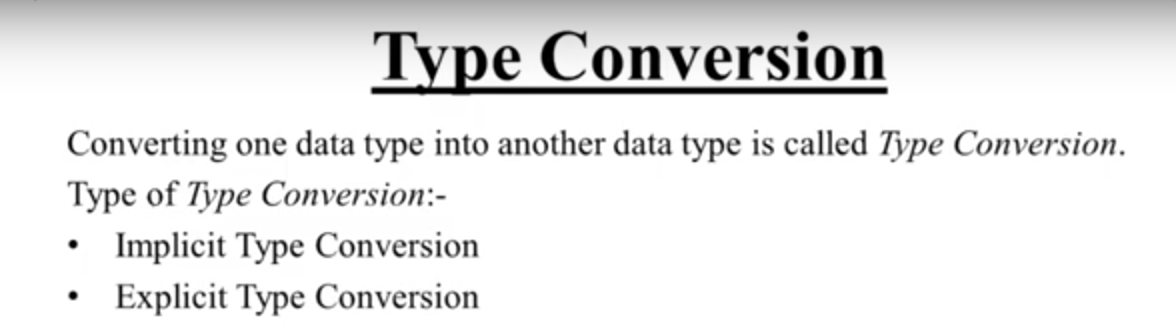 Type Conversion
Converting one data type into another data type is called Type Conversion.
Type of Type Conversion:-
• Implicit Type Conversion
• Explicit Type Conversion